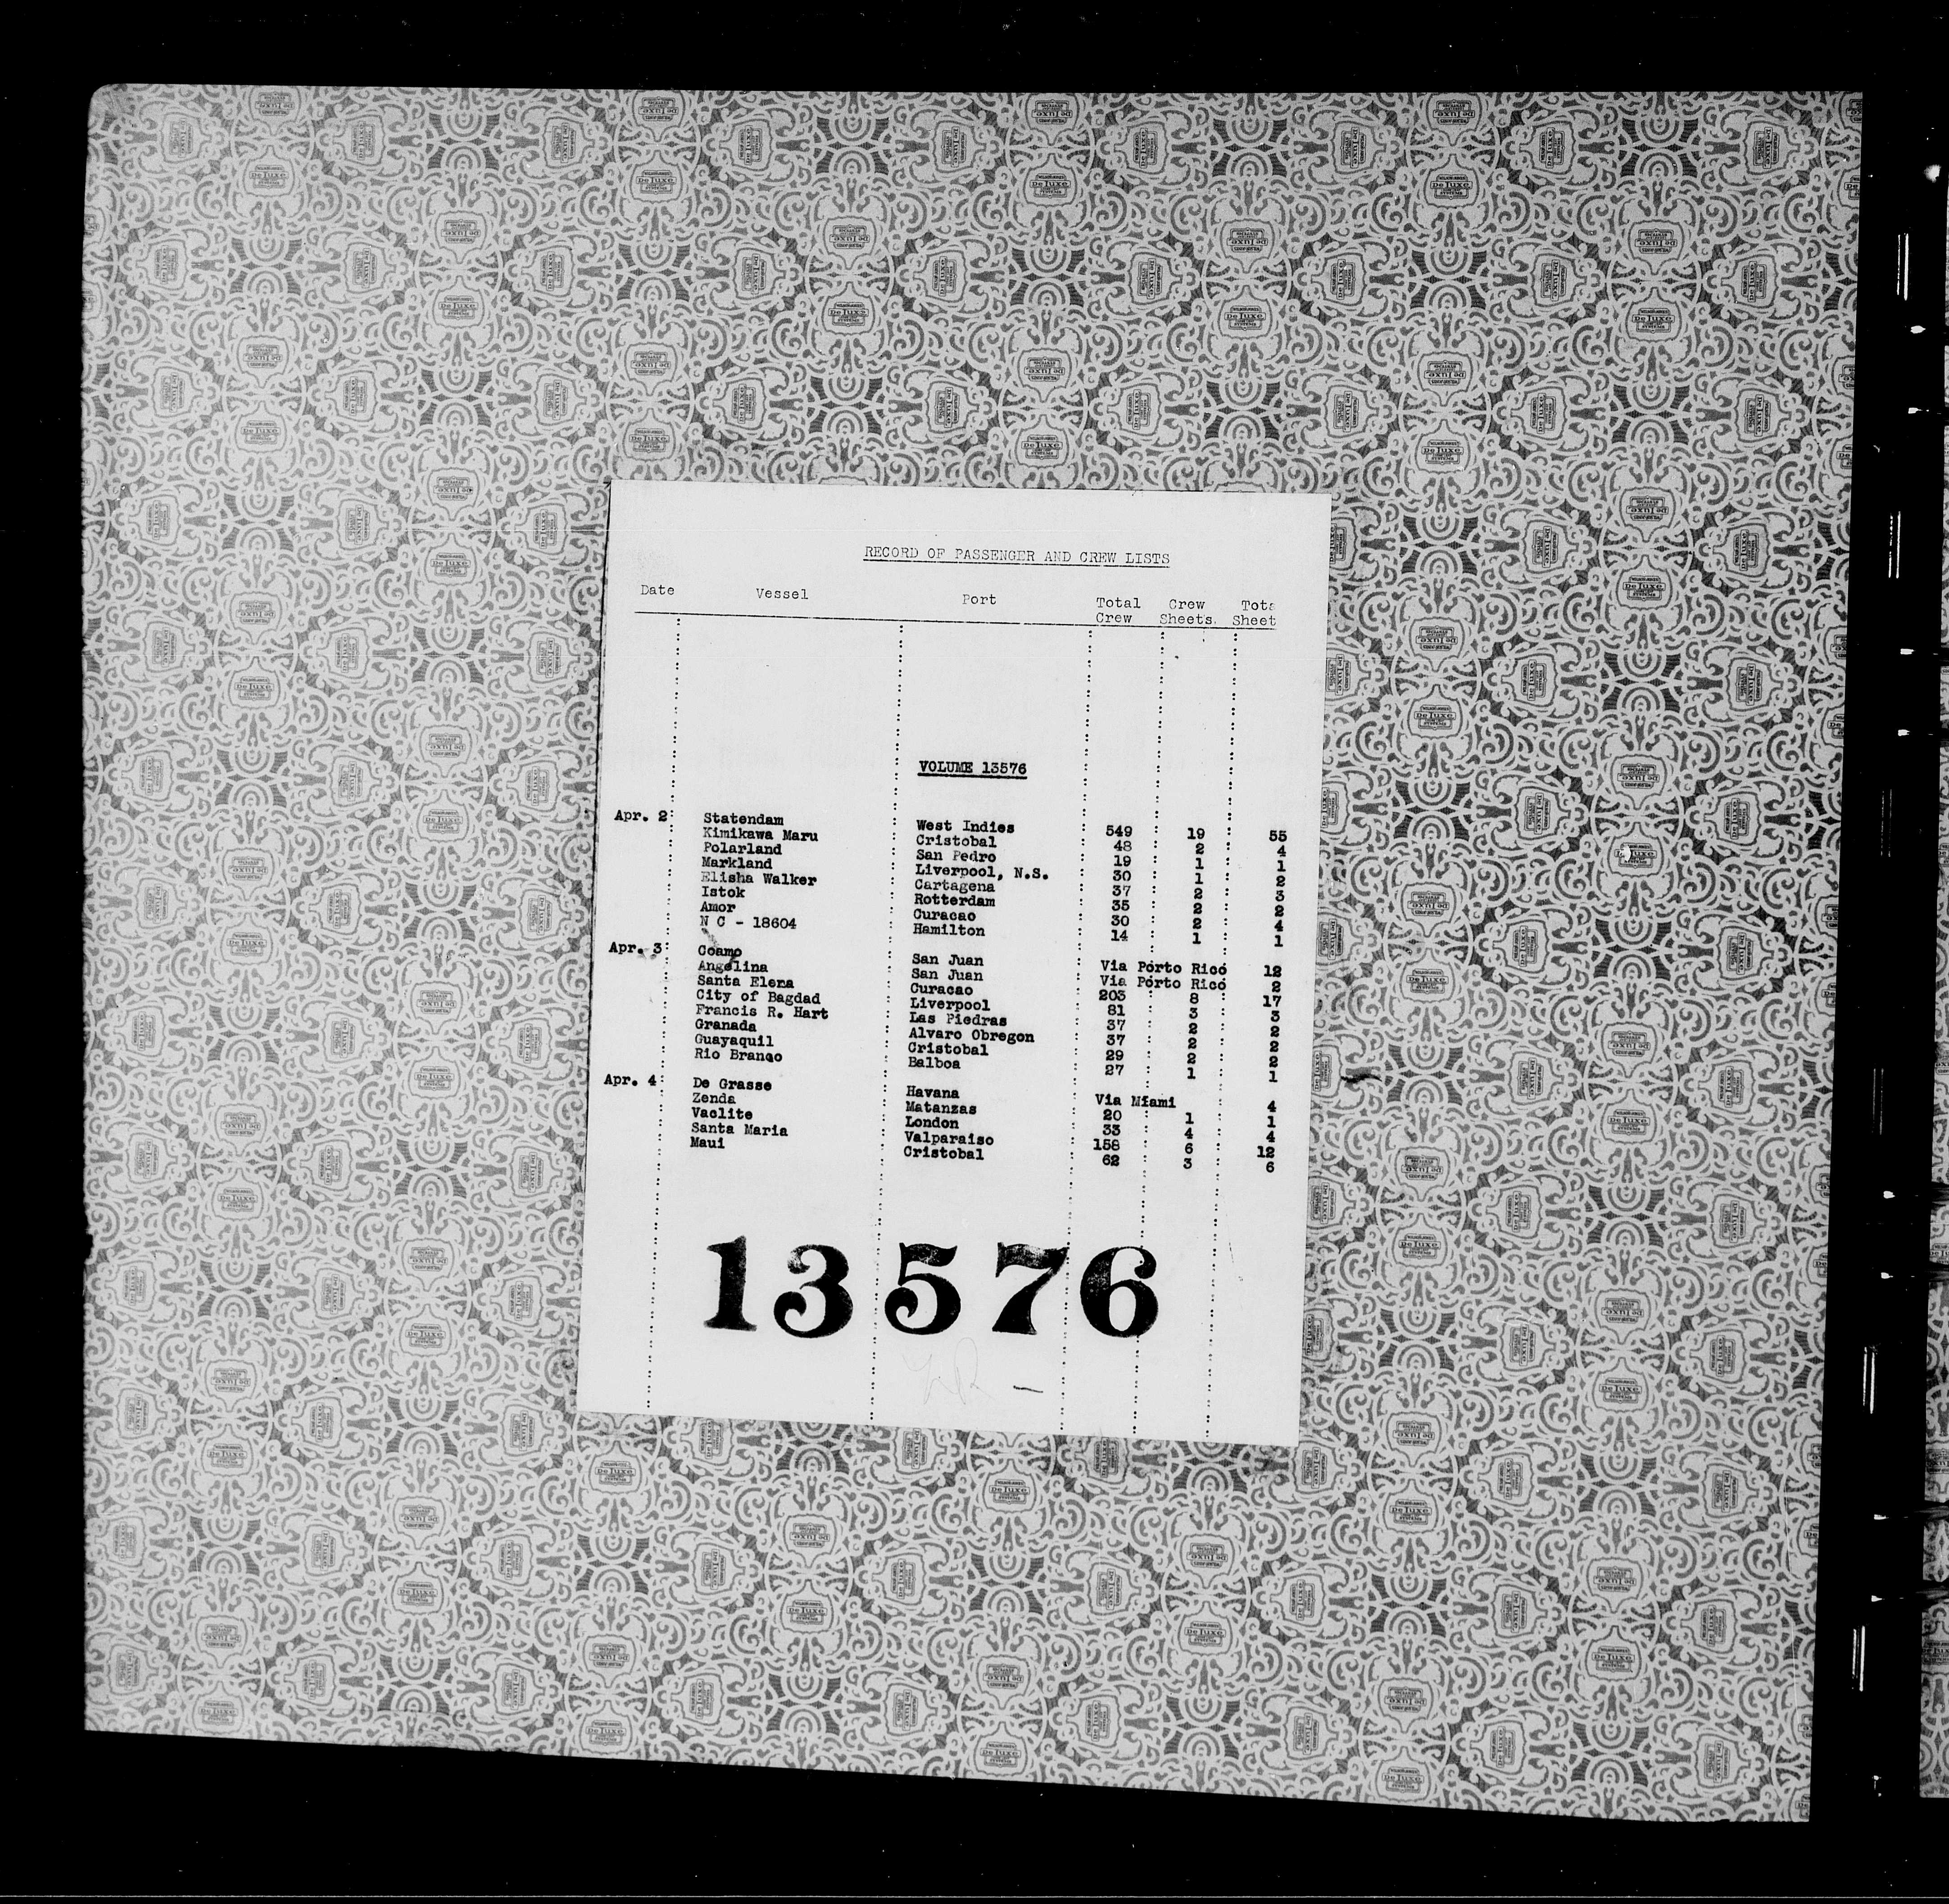 RECORD OF PASSENGER AND CREW LISTS
Date Vessel Port Total Crew Crew Sheets. Tota Sheet
VOLUME 13576
Apr. 2 Statendam West Indies 549 19 55
Kimikawa Maru Cristobal 48 2 4
Polarland San Pedro 19 1 1
Markland Liverpool, N.S. 30 1 2
Elisha Walker Cartagena 37 2 3
Istok Rotterdam 35 2 2
Amor Curacao 30 2 4
N C - 18604 Hamilton 14 1 1
Apr. 3 Coamo San Juan Via Porto Rico 12
Angelina San Juan Via Porto Rico 2
Santa Elena Curacao 203 8 17
City of Bagdad Liverpool 81 3 3
Francis R. Hart Las Piedras 37 2 2
Granada Alvaro Obregon 37 2 2
Guayaquil Cristobal 29 2 2
Rio Branco Balboa 27 1 1
Apr. 4 De Grasse Havana Via Miami 4
Zenda Matanzas 20 1 1
Vaclite London 33 4 4
Santa Maria Valparaiso 158 6 12
Maui Cristobal 62 3 6
13576